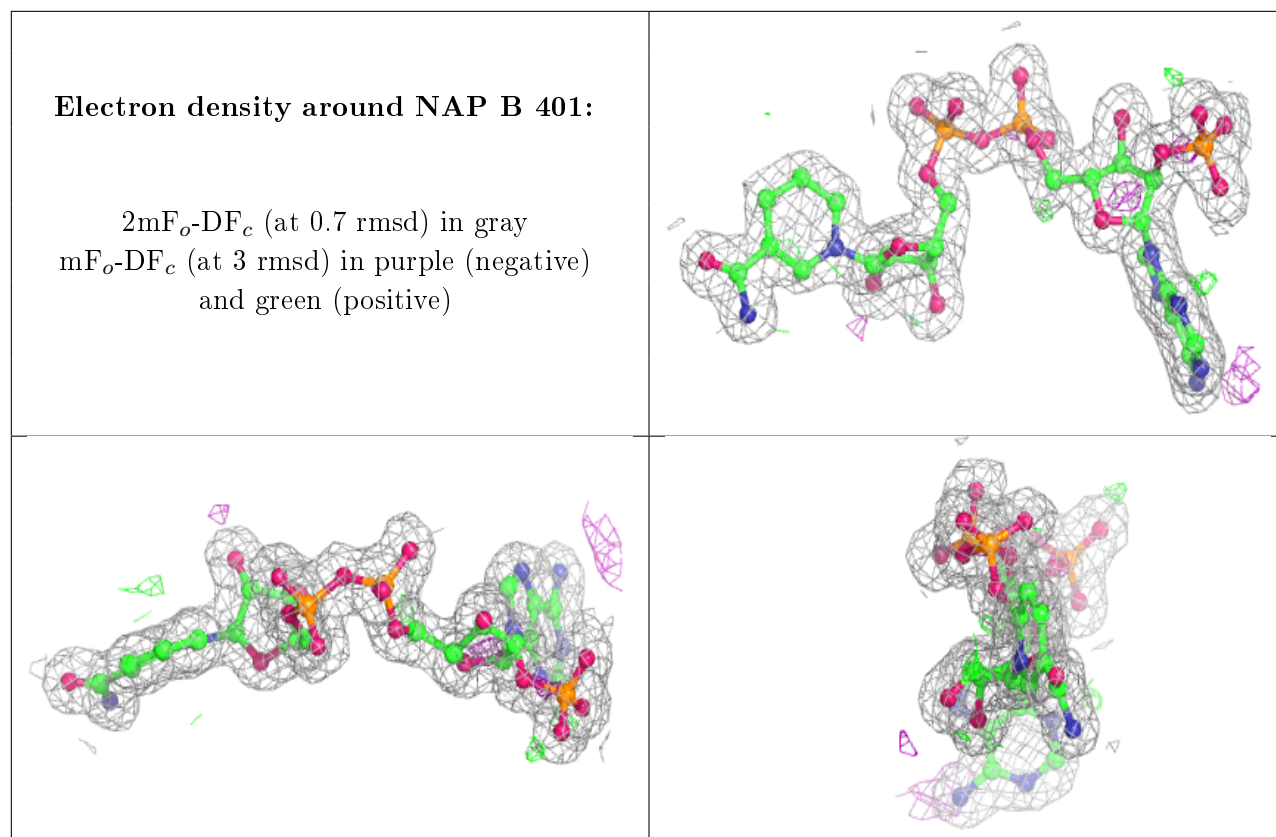 Electron density around NAP B 401:
2mFo-DFc (at 0.7 rmsd) in gray
mFo-DFc (at 3 rmsd) in purple (negative)
and green (positive)